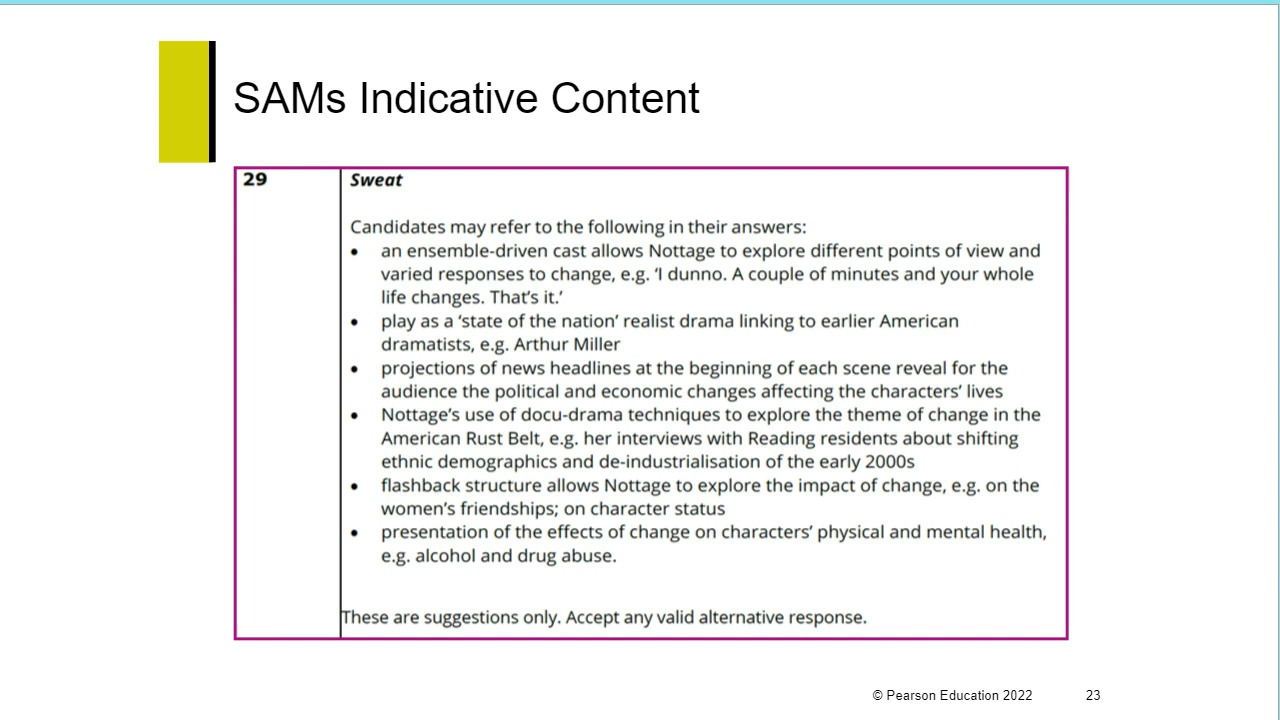 SAMs Indicative Content
29
Sweat
Candidates may refer to the following in their answers:
• an ensemble-driven cast allows Nottage to explore different points of view and
varied responses to change, e.g. ‘I dunno. A couple of minutes and your whole
life changes. That’s it.’
• play as a ‘state of the nation’ realist drama linking to earlier American
dramatists, e.g. Arthur Miller
• projections of news headlines at the beginning of each scene reveal for the
audience the political and economic changes affecting the characters’ lives
• Nottage’s use of docu-drama techniques to explore the theme of change in the
American Rust Belt, e.g. her interviews with Reading residents about shifting
ethnic demographics and de-industrialisation of the early 2000s
• flashback structure allows Nottage to explore the impact of change, e.g. on the
women’s friendships; on character status
• presentation of the effects of change on characters’ physical and mental health,
e.g. alcohol and drug abuse.
These are suggestions only. Accept any valid alternative response.
© Pearson Education 2022
23